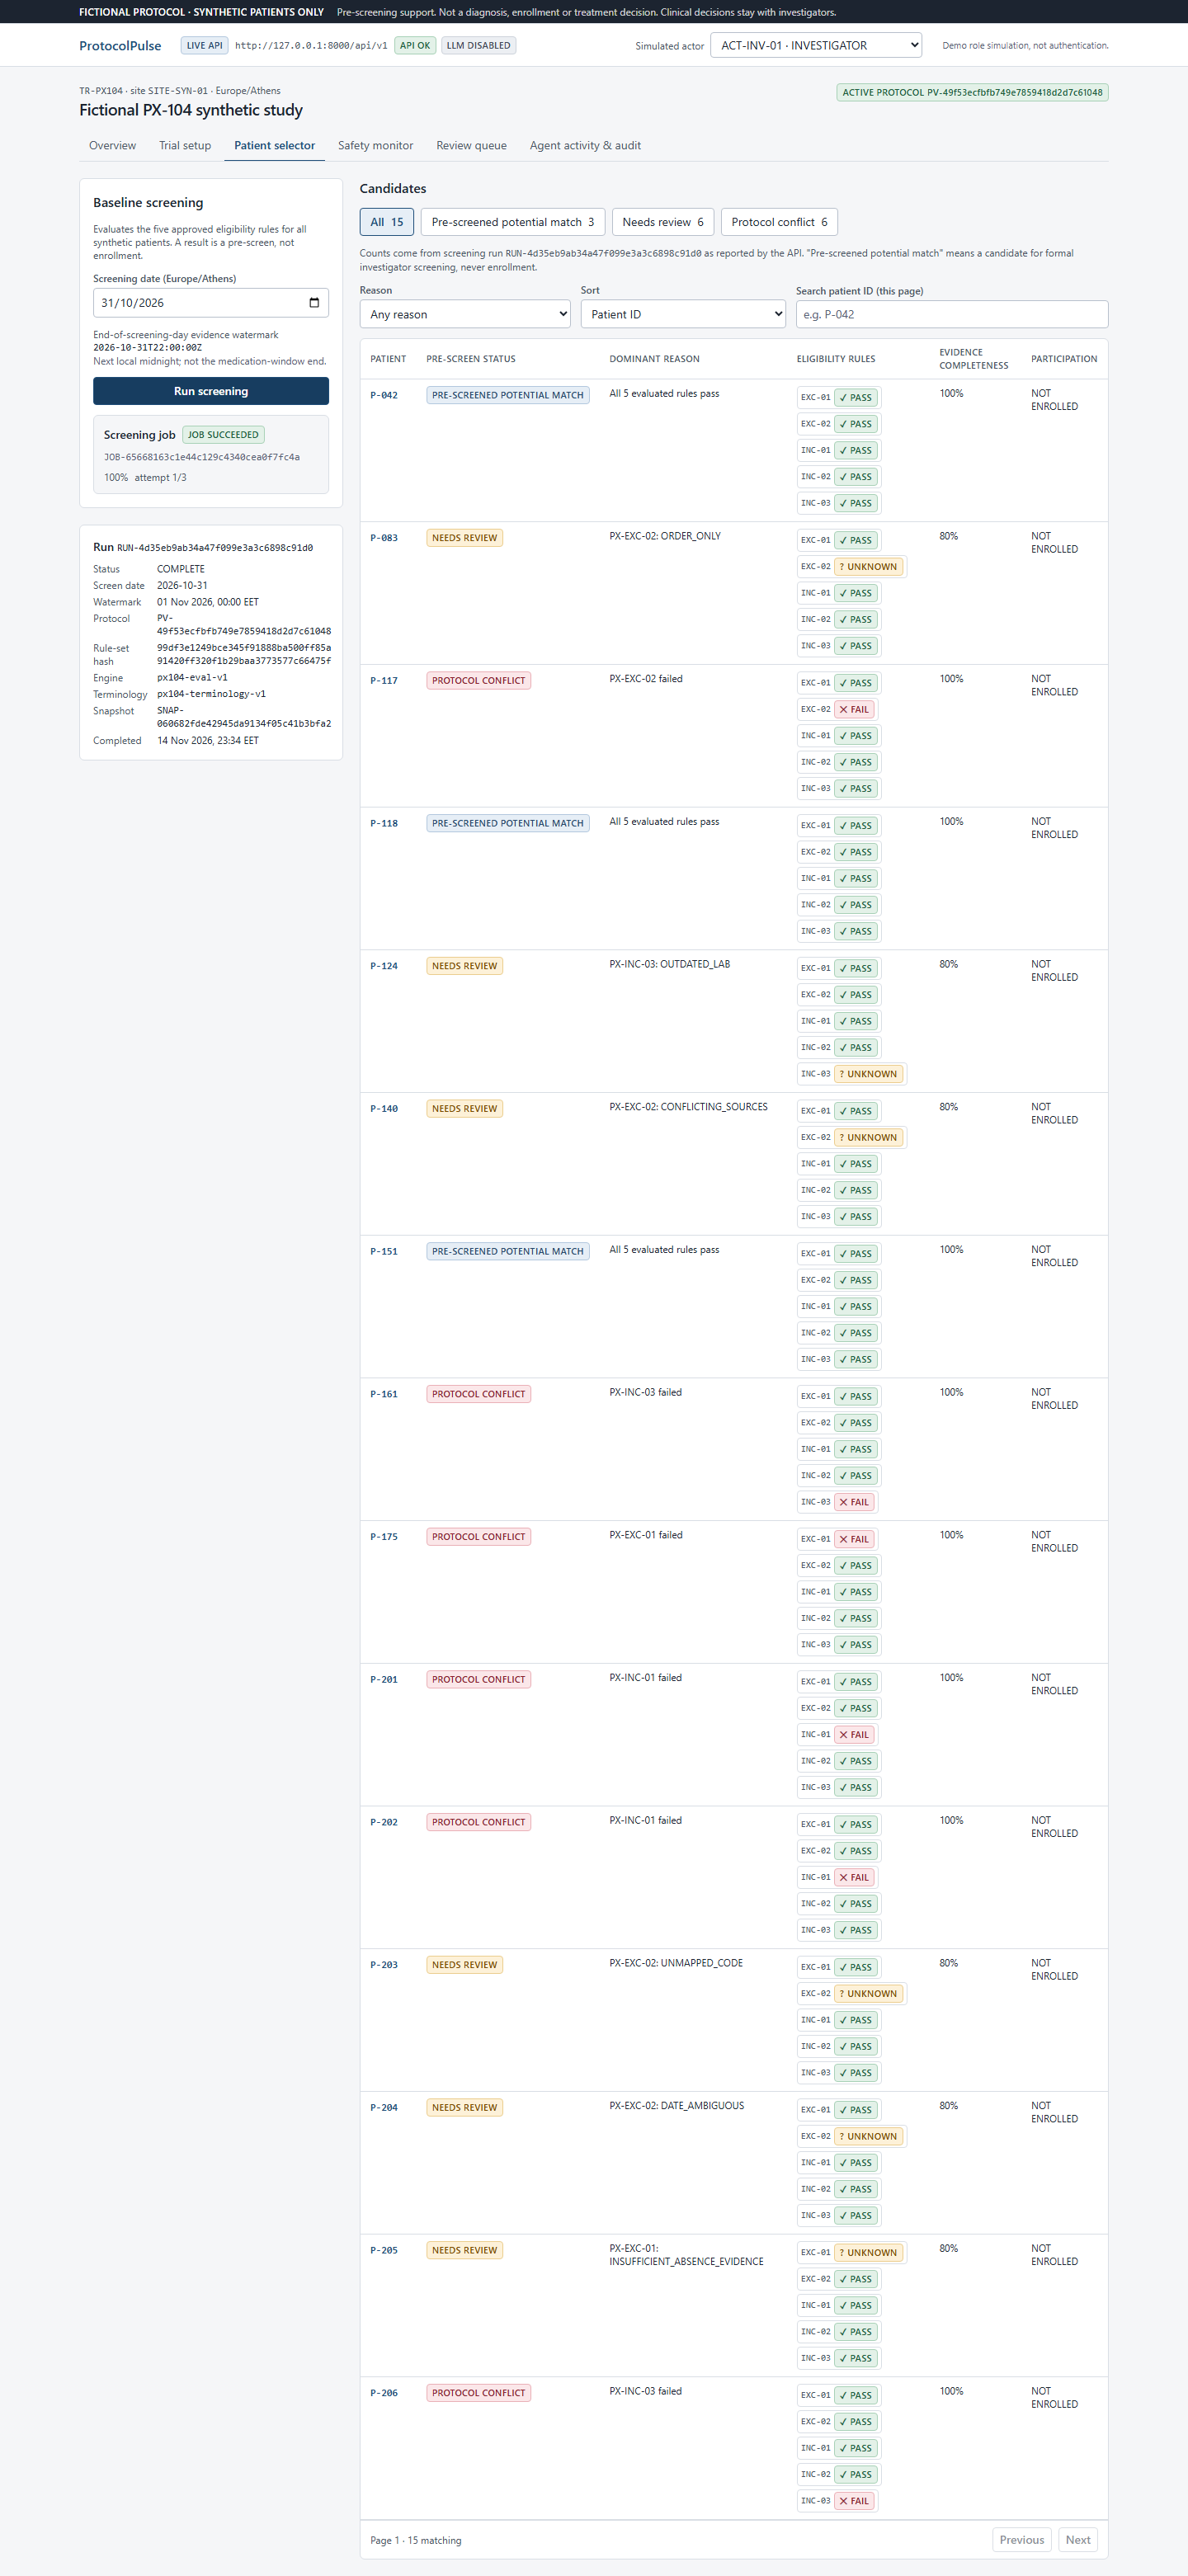 FICTIONAL PROTOCOL · SYNTHETIC PATIENTS ONLY Pre-screening support. Not a diagnosis, enrollment or treatment decision. Clinical decisions stay with investigators.
ProtocolPulse LIVE API http://127.0.0.1:8000/api/v1 API OK LLM DISABLED Simulated actor ACT-INV-01 · INVESTIGATOR Demo role simulation, not authentication.
TR-PX104 · site SITE-SYN-01 · Europe/Athens
Fictional PX-104 synthetic study
ACTIVE PROTOCOL PV-49f53ecfbfb749e7859418d2d7c61048
Overview Trial setup Patient selector Safety monitor Review queue Agent activity & audit
Baseline screening
Evaluates the five approved eligibility rules for all
synthetic patients. A result is a pre-screen, not
enrollment.
Screening date (Europe/Athens)
31/10/2026
End-of-screening-day evidence watermark
2026-10-31T22:00:00Z
Next local midnight; not the medication-window end.
Run screening
Screening job JOB SUCCEEDED
JOB-65668163c1e44c129c4340cea0f7fc4a
100% attempt 1/3
Run RUN-4d35eb9ab34a47f099e3a3c6898c91d0
Status COMPLETE
Screen date 2026-10-31
Watermark 01 Nov 2026, 00:00 EET
Protocol PV-
49f53ecfbfb749e7859418d2d7c61048
Rule-set 99df3e1249bce345f91888ba500ff85a
hash 91420ff320f1b29baa3773577c66475f
Engine px104-eval-v1
Terminology px104-terminology-v1
Snapshot SNAP-
060682fde42945da9134f05c41b3bfa2
Completed 14 Nov 2026, 23:34 EET
Candidates
All 15 Pre-screened potential match 3 Needs review 6 Protocol conflict 6
Counts come from screening run RUN-4d35eb9ab34a47f099e3a3c6898c91d0 as reported by the API. "Pre-screened potential match" means a candidate for formal
investigator screening, never enrollment.
Reason Sort Search patient ID (this page)
Any reason Patient ID e.g. P-042
PATIENT PRE-SCREEN STATUS DOMINANT REASON ELIGIBILITY RULES EVIDENCE COMPLETENESS PARTICIPATION
P-042 PRE-SCREENED POTENTIAL MATCH All 5 evaluated rules pass EXC-01 ✓ PASS 100% NOT ENROLLED
EXC-02 ✓ PASS
INC-01 ✓ PASS
INC-02 ✓ PASS
INC-03 ✓ PASS
P-083 NEEDS REVIEW PX-EXC-02: ORDER_ONLY EXC-01 ✓ PASS 80% NOT ENROLLED
EXC-02 ? UNKNOWN
INC-01 ✓ PASS
INC-02 ✓ PASS
INC-03 ✓ PASS
P-117 PROTOCOL CONFLICT PX-EXC-02 failed EXC-01 ✓ PASS 100% NOT ENROLLED
EXC-02 ✕ FAIL
INC-01 ✓ PASS
INC-02 ✓ PASS
INC-03 ✓ PASS
P-118 PRE-SCREENED POTENTIAL MATCH All 5 evaluated rules pass EXC-01 ✓ PASS 100% NOT ENROLLED
EXC-02 ✓ PASS
INC-01 ✓ PASS
INC-02 ✓ PASS
INC-03 ✓ PASS
P-124 NEEDS REVIEW PX-INC-03: OUTDATED_LAB EXC-01 ✓ PASS 80% NOT ENROLLED
EXC-02 ✓ PASS
INC-01 ✓ PASS
INC-02 ✓ PASS
INC-03 ? UNKNOWN
P-140 NEEDS REVIEW PX-EXC-02: CONFLICTING_SOURCES EXC-01 ✓ PASS 80% NOT ENROLLED
EXC-02 ? UNKNOWN
INC-01 ✓ PASS
INC-02 ✓ PASS
INC-03 ✓ PASS
P-151 PRE-SCREENED POTENTIAL MATCH All 5 evaluated rules pass EXC-01 ✓ PASS 100% NOT ENROLLED
EXC-02 ✓ PASS
INC-01 ✓ PASS
INC-02 ✓ PASS
INC-03 ✓ PASS
P-161 PROTOCOL CONFLICT PX-INC-03 failed EXC-01 ✓ PASS 100% NOT ENROLLED
EXC-02 ✓ PASS
INC-01 ✓ PASS
INC-02 ✓ PASS
INC-03 ✕ FAIL
P-175 PROTOCOL CONFLICT PX-EXC-01 failed EXC-01 ✕ FAIL 100% NOT ENROLLED
EXC-02 ✓ PASS
INC-01 ✓ PASS
INC-02 ✓ PASS
INC-03 ✓ PASS
P-201 PROTOCOL CONFLICT PX-INC-01 failed EXC-01 ✓ PASS 100% NOT ENROLLED
EXC-02 ✓ PASS
INC-01 ✕ FAIL
INC-02 ✓ PASS
INC-03 ✓ PASS
P-202 PROTOCOL CONFLICT PX-INC-01 failed EXC-01 ✓ PASS 100% NOT ENROLLED
EXC-02 ✓ PASS
INC-01 ✕ FAIL
INC-02 ✓ PASS
INC-03 ✓ PASS
P-203 NEEDS REVIEW PX-EXC-02: UNMAPPED_CODE EXC-01 ✓ PASS 80% NOT ENROLLED
EXC-02 ? UNKNOWN
INC-01 ✓ PASS
INC-02 ✓ PASS
INC-03 ✓ PASS
P-204 NEEDS REVIEW PX-EXC-02: DATE_AMBIGUOUS EXC-01 ✓ PASS 80% NOT ENROLLED
EXC-02 ? UNKNOWN
INC-01 ✓ PASS
INC-02 ✓ PASS
INC-03 ✓ PASS
P-205 NEEDS REVIEW PX-EXC-01: INSUFFICIENT_ABSENCE_EVIDENCE EXC-01 ? UNKNOWN 80% NOT ENROLLED
EXC-02 ✓ PASS
INC-01 ✓ PASS
INC-02 ✓ PASS
INC-03 ✓ PASS
P-206 PROTOCOL CONFLICT PX-INC-03 failed EXC-01 ✓ PASS 100% NOT ENROLLED
EXC-02 ✓ PASS
INC-01 ✓ PASS
INC-02 ✓ PASS
INC-03 ✕ FAIL
Page 1 · 15 matching Previous Next